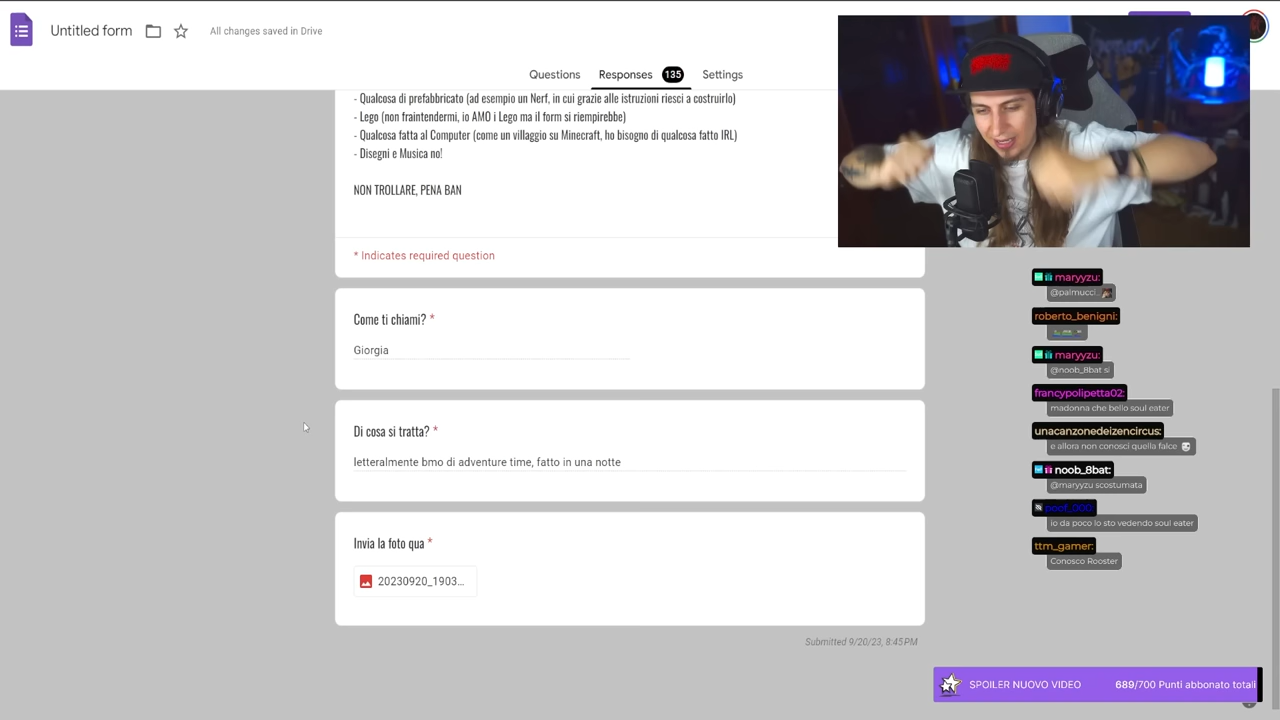 Untitled form
All changes saved in Drive
Questions
Responses 135
Settings
- Qualcosa di prefabbricato (ad esempio un Nerf, in cui grazie alle istruzioni riesci a costruirlo)
- Lego (non fraintendermi, io AMO i Lego ma il form si riempirebbe)
- Qualcosa fatta al Computer (come un villaggio su Minecraft, ho bisogno di qualcosa fatto IRL)
- Disegni e Musica no!
NON TROLLARE, PENA BAN
* Indicates required question
Come ti chiami? *
Giorgia
Di cosa si tratta? *
letteralmente bmo di adventure time, fatto in una notte
Invia la foto qua *
20230920_1903...
Submitted 9/20/23, 8:45 PM
maryyzu:
@palmucci_
roberto_benigni:
maryyzu:
@noob_8bat si
francypolipetta02:
madonna che bello soul eater
unacanzonedeizencircus:
e allora non conosci quella falce
noob_8bat:
@maryyzu scostumata
io da poco lo sto vedendo soul eater
ttm_gamer:
Conosco Rooster
SPOILER NUOVO VIDEO
689/700 Punti abbonato totali